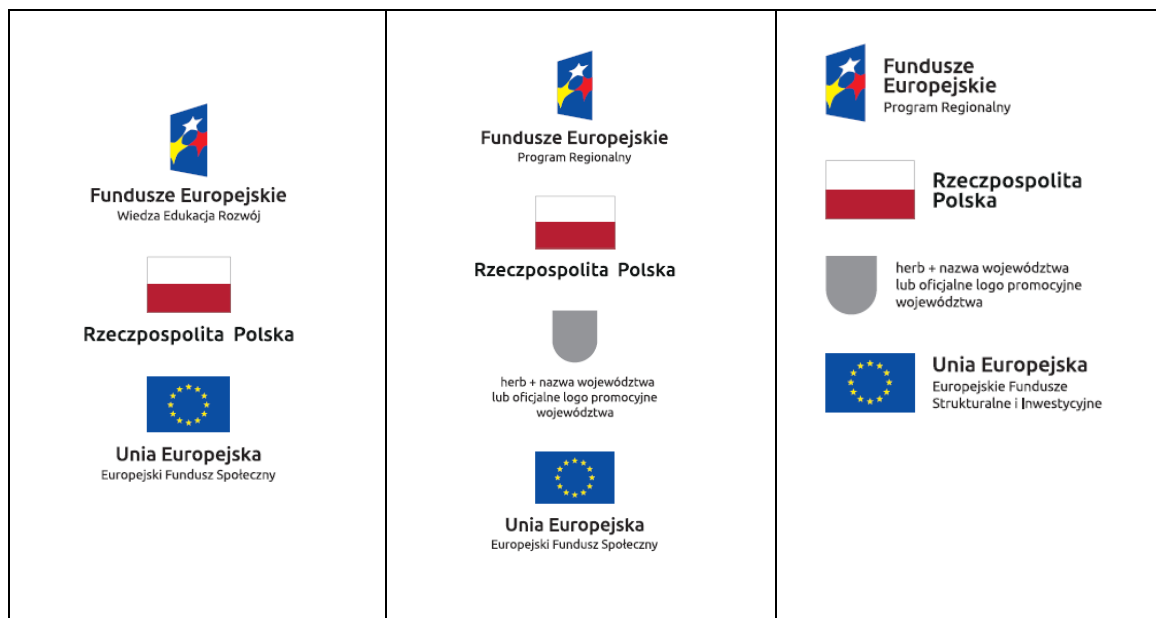 Fundusze Europejskie
Wiedza Edukacja Rozwój
Rzeczpospolita Polska
Unia Europejska
Europejski Fundusz Społeczny
Fundusze Europejskie
Program Regionalny
Rzeczpospolita Polska
herb + nazwa województwa
lub oficjalne logo promocyjne
województwa
Unia Europejska
Europejski Fundusz Społeczny
Fundusze
Europejskie
Program Regionalny
Rzeczpospolita
Polska
herb + nazwa województwa
lub oficjalne logo promocyjne
województwa
Unia Europejska
Europejskie Fundusze
Strukturalne i Inwestycyjne